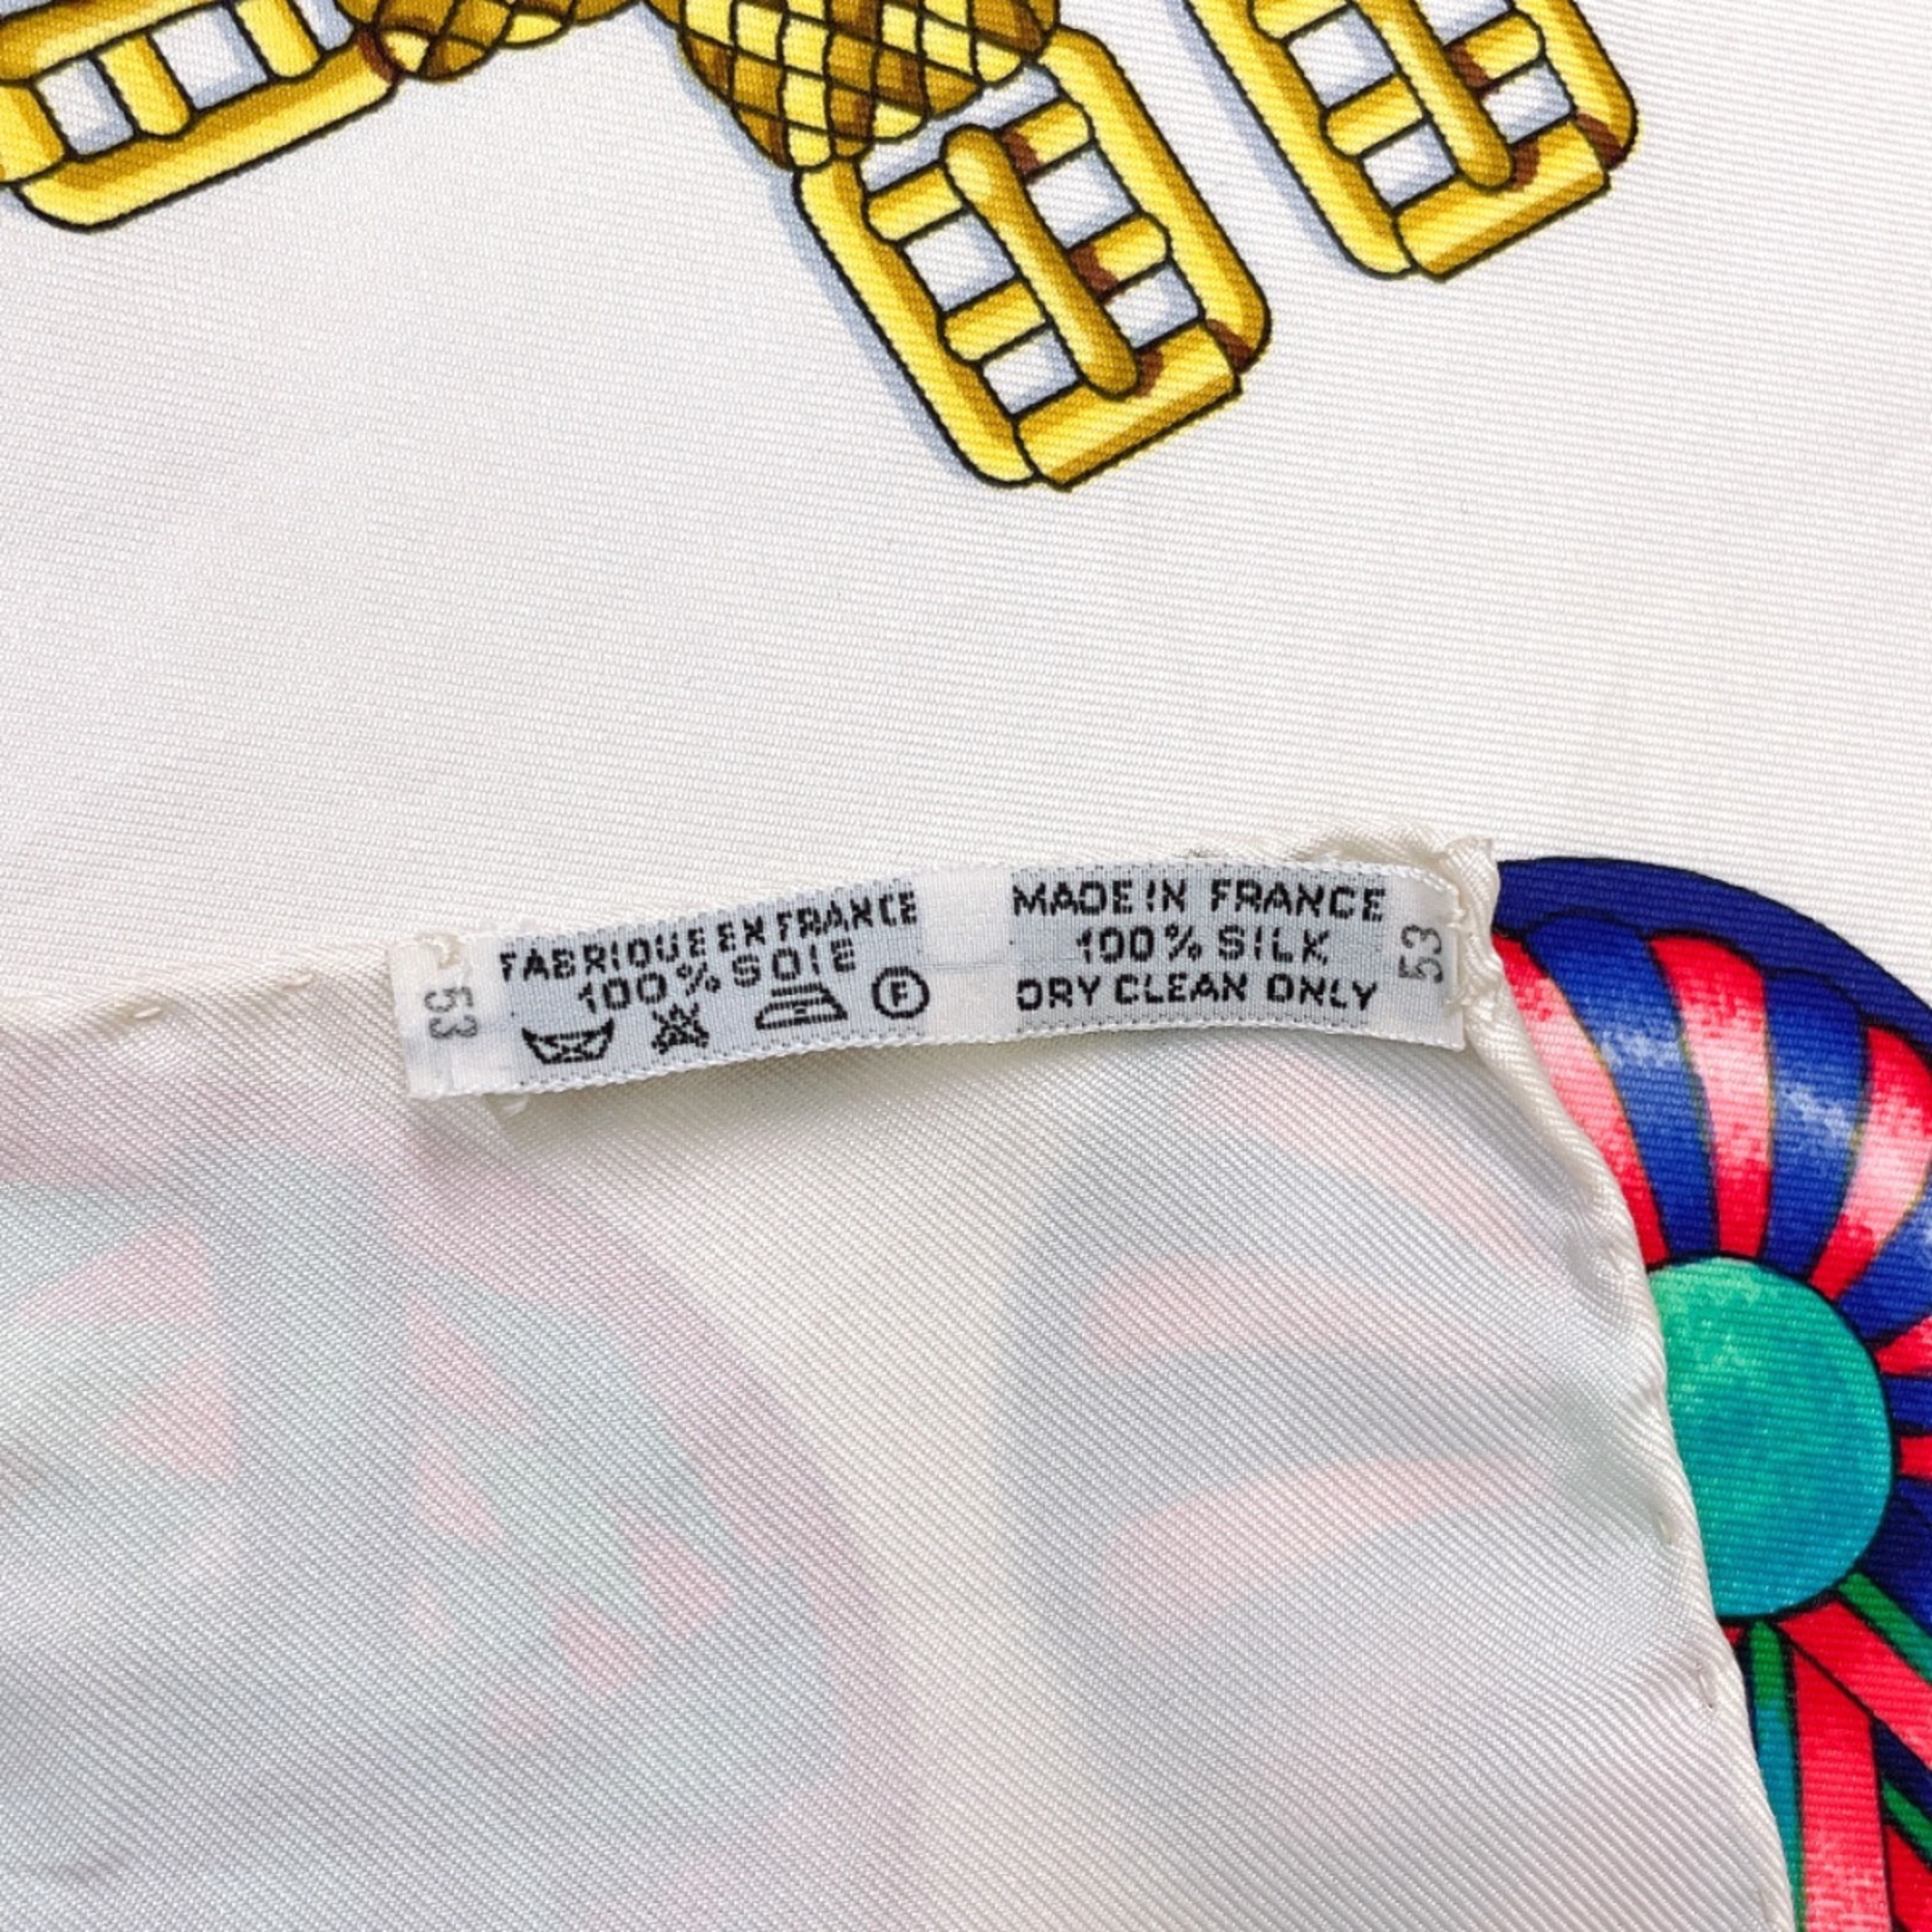 53
FABRIQUE EN FRANCE
100% SOIE
F
MADE IN FRANCE
100% SILK
DRY CLEAN ONLY
53